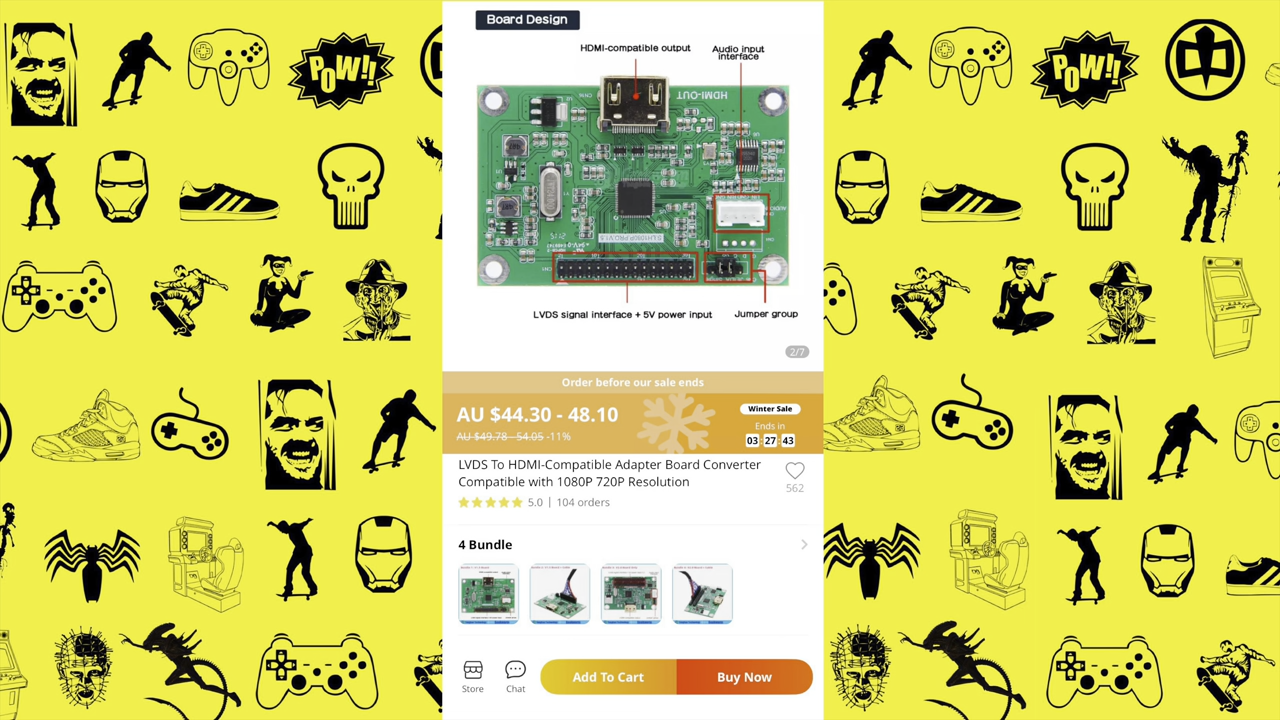 Board Design
HDMI-compatible output
Audio input
interface
HDMI-OUT
LVDS signal interface + 5V power input
Jumper group
2/7
Order before our sale ends
AU $44.30 - 48.10
AU $49.78 - 54.05 -11%
Winter Sale
Ends in
03 27 43
LVDS To HDMI-Compatible Adapter Board Converter
Compatible with 1080P 720P Resolution
562
5.0 | 104 orders
4 Bundle
Store
Chat
Add To Cart
Buy Now
POW!!
POW!!